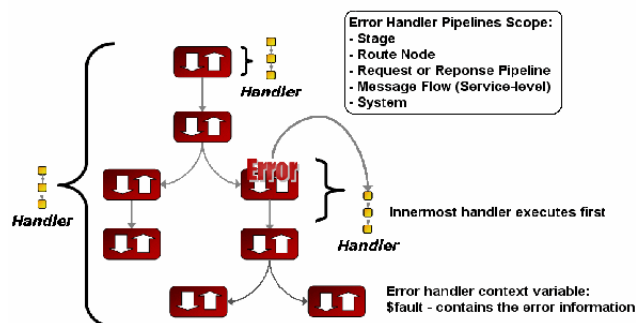 Error Handler Pipelines Scope:
- Stage
- Route Node
- Request or Reponse Pipeline
- Message Flow (Service-level)
- System
Handler
Error
Handler
Innermost handler executes first
Handler
Error handler context variable:
$fault - contains the error information